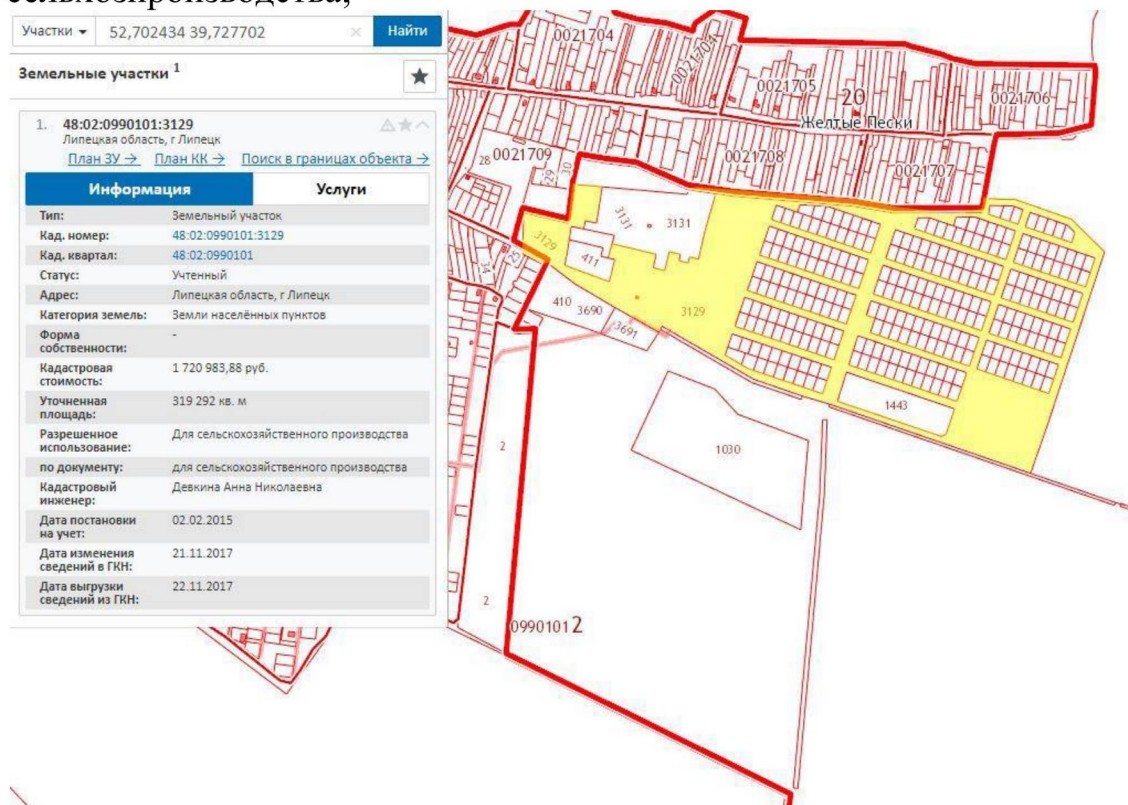 сельхозпроизводства;
Участки 52,702434 39,727702 × Найти
Земельные участки 1
1. 48:02:0990101:3129
Липецкая область, г Липецк
План ЗУ → План КК → Поиск в границах объекта →
Информация Услуги
Тип: Земельный участок
Кад. номер: 48:02:0990101:3129
Кад. квартал: 48:02:0990101
Статус: Учтенный
Адрес: Липецкая область, г Липецк
Категория земель: Земли населённых пунктов
Форма собственности: -
Кадастровая стоимость: 1 720 983,88 руб.
Уточненная площадь: 319 292 кв. м
Разрешенное использование: Для сельскохозяйственного производства
по документу: для сельскохозяйственного производства
Кадастровый инженер: Девкина Анна Николаевна
Дата постановки на учет: 02.02.2015
Дата изменения сведений в ГКН: 21.11.2017
Дата выгрузки сведений из ГКН: 22.11.2017
0021704
0021704
0021705
20
0021706
Желтые Пески
28 0021709
29
30
0021708
0021707
3131
3131
3129
411
34
25
410
3690
3691
3129
1443
2
1030
2
0990101 2